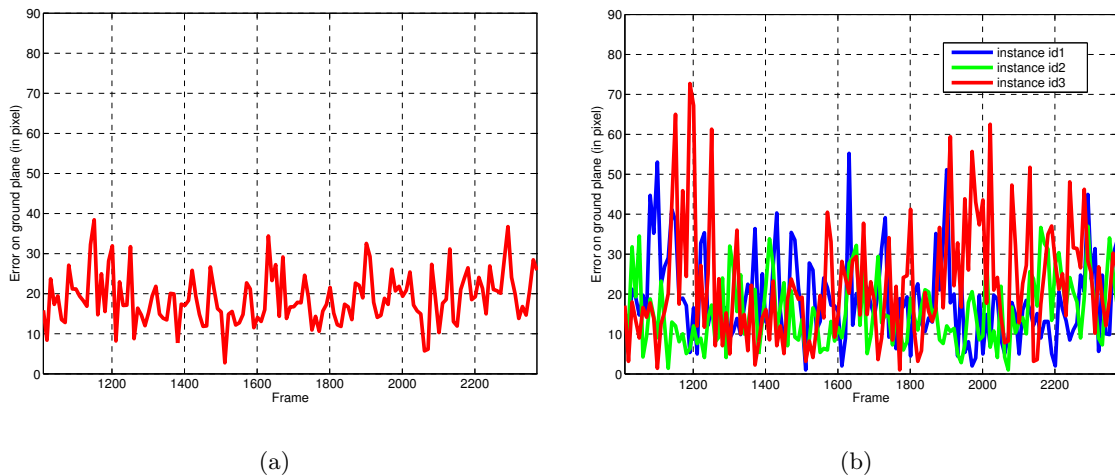 90
80
70
60
50
40
30
20
10
0
Error on ground plane (in pixel)
1200 1400 1600 1800 2000 2200
Frame
(a)
90
80
70
60
50
40
30
20
10
0
Error on ground plane (in pixel)
instance id1
instance id2
instance id3
1200 1400 1600 1800 2000 2200
Frame
(b)